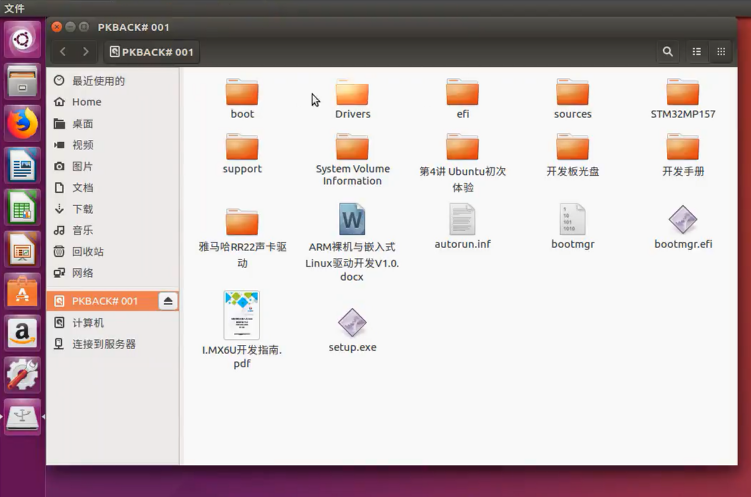 文件
PKBACK# 001
PKBACK# 001
最近使用的
Home
桌面
视频
图片
文档
下载
音乐
回收站
网络
PKBACK# 001
计算机
连接到服务器
boot
Drivers
efi
sources
STM32MP157
support
System Volume
Information
第4讲 Ubuntu初次
体验
开发板光盘
开发手册
雅马哈RR22声卡驱
动
ARM裸机与嵌入式
Linux驱动开发V1.0.
docx
autorun.inf
bootmgr
bootmgr.efi
I.MX6U开发指南.
pdf
setup.exe